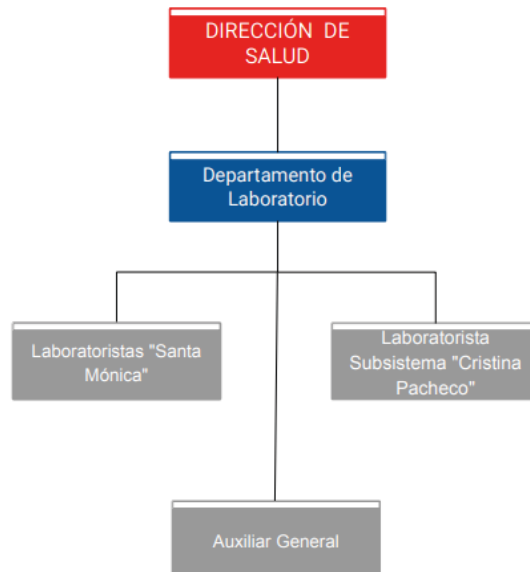 DIRECCIÓN DE
SALUD
Departamento de
Laboratorio
Laboratoristas "Santa
Mónica"
Laboratorista
Subsistema "Cristina
Pacheco"
Auxiliar General